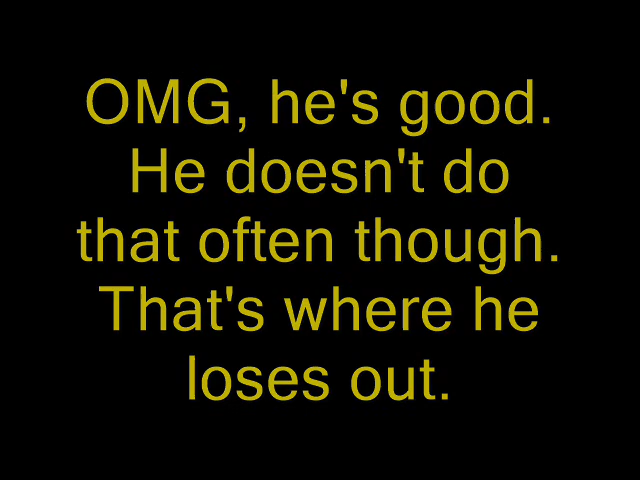 OMG, he's good.
He doesn't do
that often though.
That's where he
loses out.